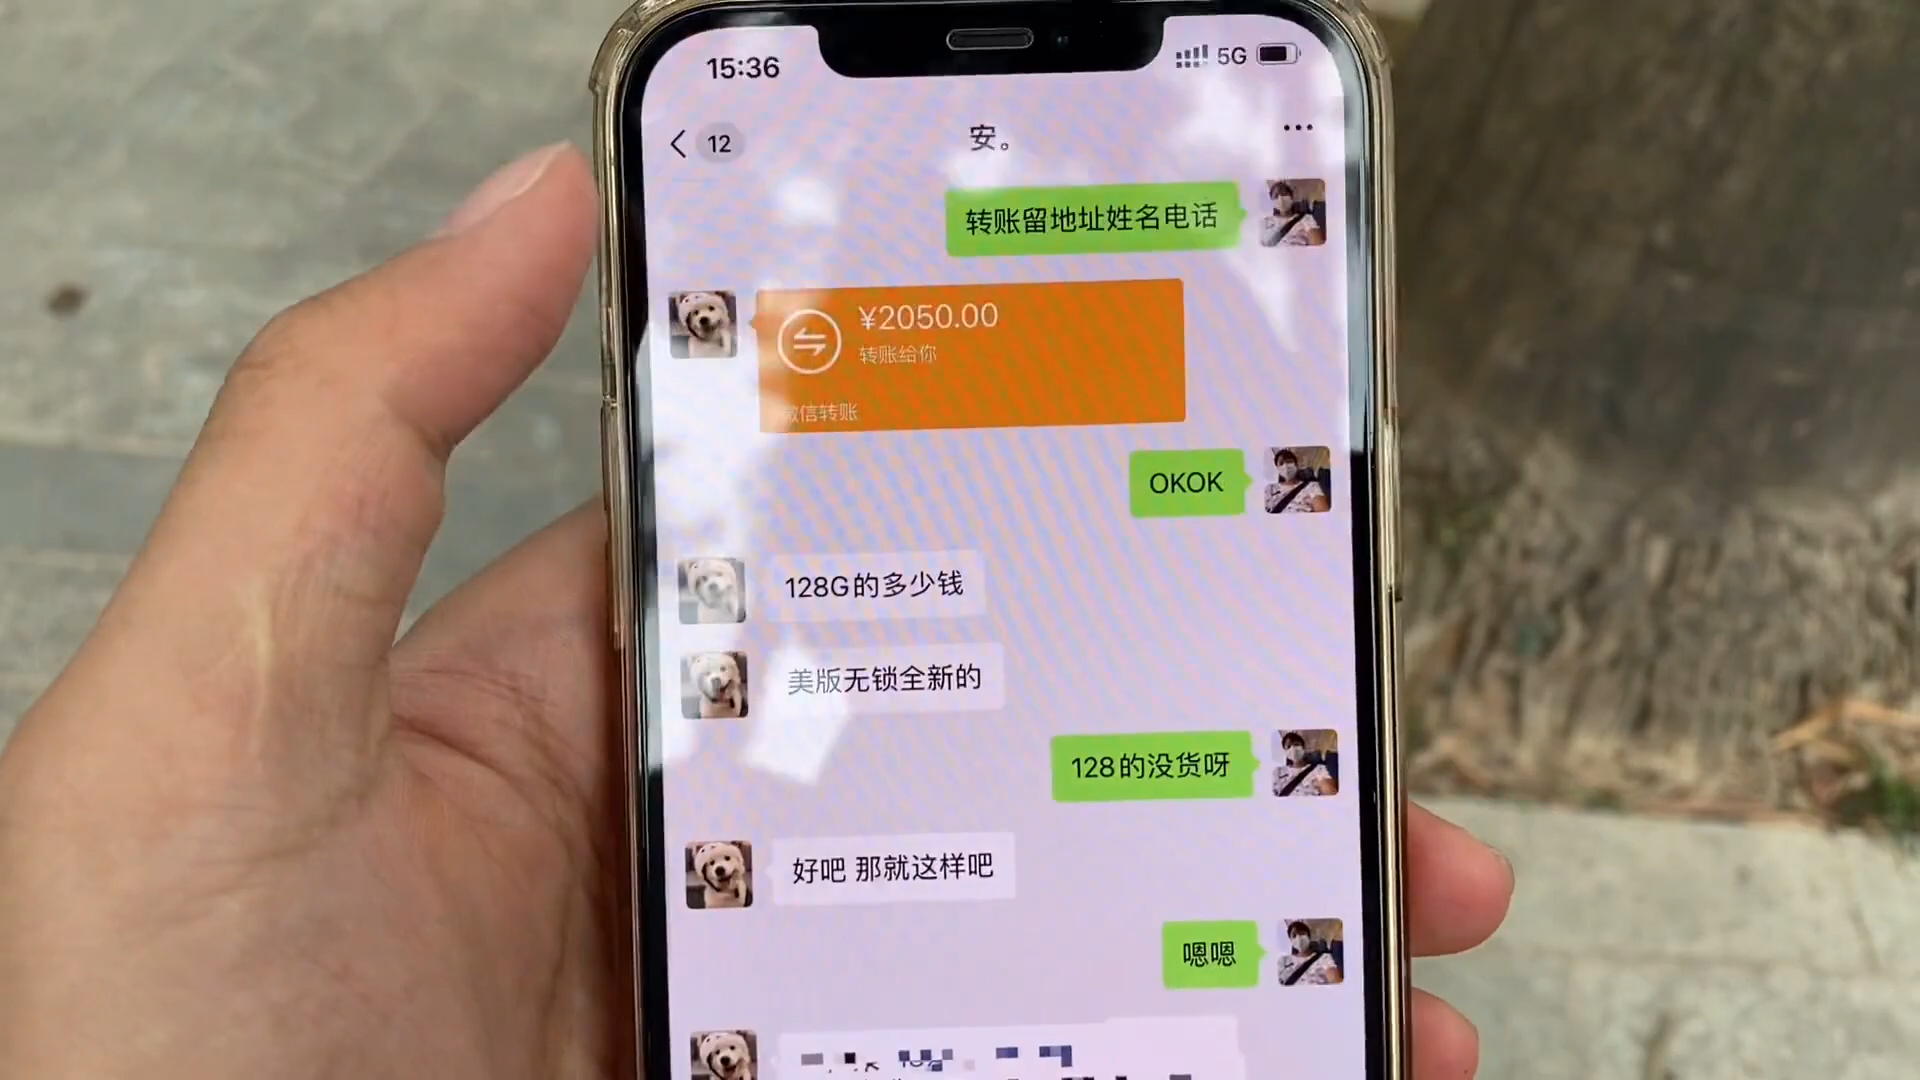 15:36
5G
12
安。
转账留地址姓名电话
¥2050.00
转账给你
微信转账
OKOK
128G的多少钱
美版无锁全新的
128的没货呀
好吧 那就这样吧
嗯嗯